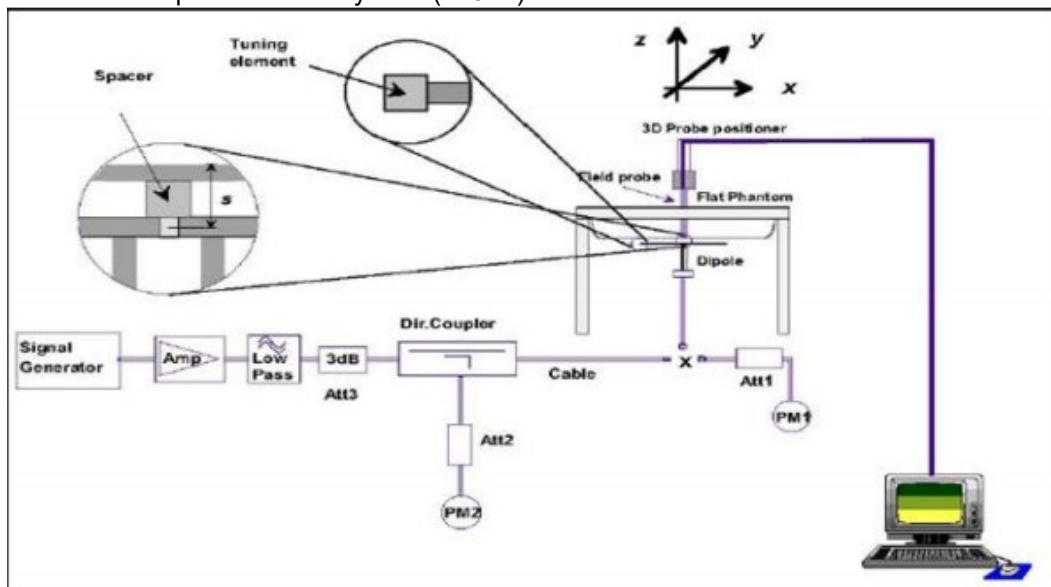 Tuning
element
Spacer
z
y
x
3D Probe positioner
Field probe
Flat Phantom
s
Dipole
Dir.Coupler
Signal
Generator
Amp
Low
Pass
3dB
Att3
Cable
x
Att1
PM1
Att2
PM2